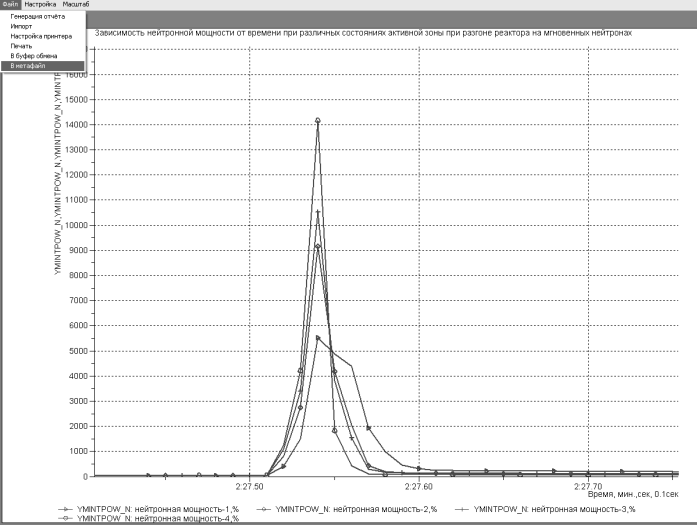 Файл Настройка Масштаб
Генерация отчёта
Импорт
Настройка принтера
Печать
В буфер обмена
В метафайл
Зависимость нейтронной мощности от времени при различных состояниях активной зоны при разгоне реактора на мгновенных нейтронах
YMINTPOW_N,YMINTPOW_N,YMINT
16000
15000
14000
13000
12000
11000
10000
9000
8000
7000
6000
5000
4000
3000
2000
1000
0
2:27.50 2:27.60 2:27.70
Время, мин.,сек, 0.1сек
YMINTPOW_N: нейтронная мощность-1,% YMINTPOW_N: нейтронная мощность-2,% YMINTPOW_N: нейтронная мощность-3,%
YMINTPOW_N: нейтронная мощность-4,%